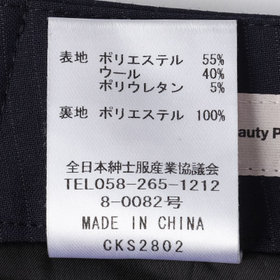 表地 ポリエステル 55%
ウール 40%
ポリウレタン 5%
裏地 ポリエステル 100%
全日本紳士服産業協議会
TEL058-265-1212
8-0082号
MADE IN CHINA
CKS2802
eauty P